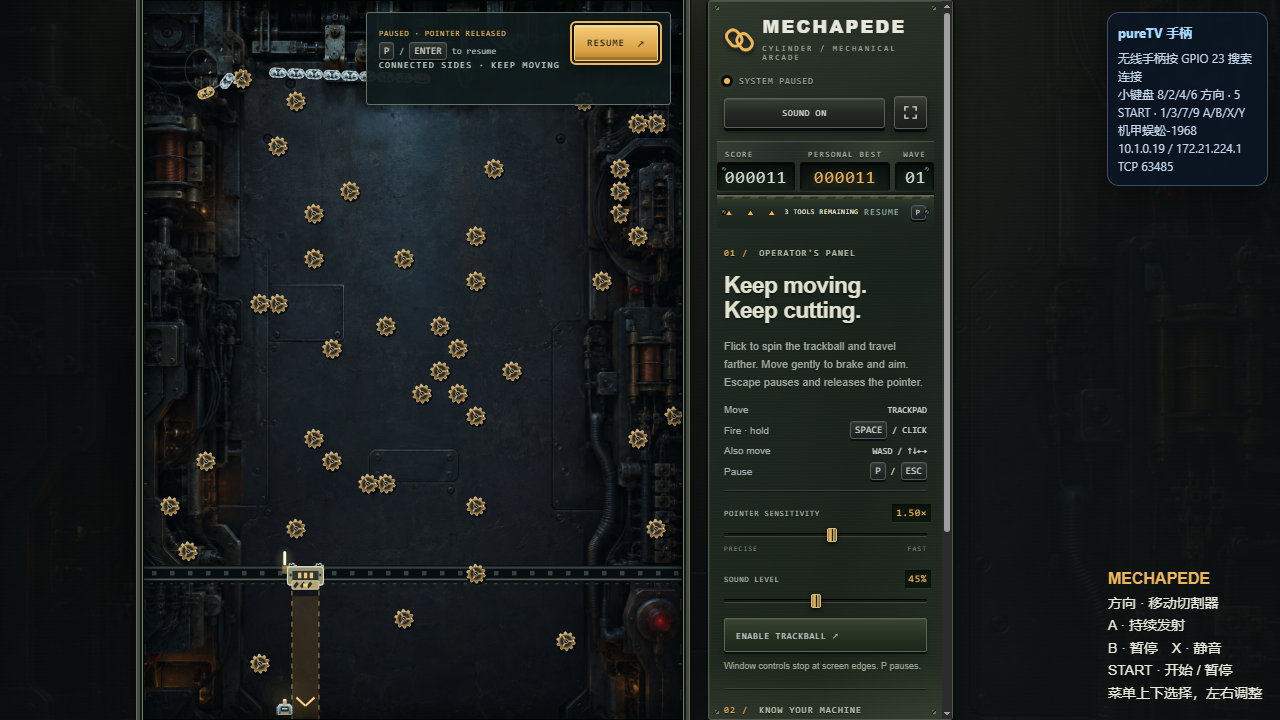 PAUSED · POINTER RELEASED
P / ENTER to resume
CONNECTED SIDES · KEEP MOVING
RESUME ↗
MECHAPEDE
CYLINDER / MECHANICAL
ARCADE
SYSTEM PAUSED
SOUND ON
SCORE PERSONAL BEST WAVE
000011 000011 01
▲ ▲ ▲ 3 TOOLS REMAINING RESUME P
01 / OPERATOR'S PANEL
Keep moving.
Keep cutting.
Flick to spin the trackball and travel
farther. Move gently to brake and aim.
Escape pauses and releases the pointer.
Move TRACKPAD
Fire · hold SPACE / CLICK
Also move WASD / ↑↓←→
Pause P / ESC
POINTER SENSITIVITY 1.50×
PRECISE FAST
SOUND LEVEL 45%
ENABLE TRACKBALL ↗
Window controls stop at screen edges. P pauses.
02 / KNOW YOUR MACHINE
pureTV 手柄
无线手柄按 GPIO 23 搜索
连接
小键盘 8/2/4/6 方向 · 5
START · 1/3/7/9 A/B/X/Y
机甲蜈蚣-1968
10.1.0.19 / 172.21.224.1
TCP 63485
MECHAPEDE
方向 · 移动切割器
A · 持续发射
B · 暂停 X · 静音
START · 开始 / 暂停
菜单上下选择，左右调整